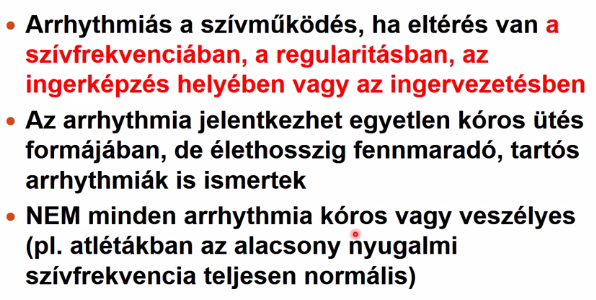 • Arrhythmiás a szívműködés, ha eltérés van a
szívfrekvenciában, a regularitásban, az
ingerképzés helyében vagy az ingervezetésben
• Az arrhythmia jelentkezhet egyetlen kóros ütés
formájában, de élethosszig fennmaradó, tartós
arrhythmiák is ismertek
• NEM minden arrhythmia kóros vagy veszélyes
(pl. atlétákban az alacsony nyugalmi
szívfrekvencia teljesen normális)